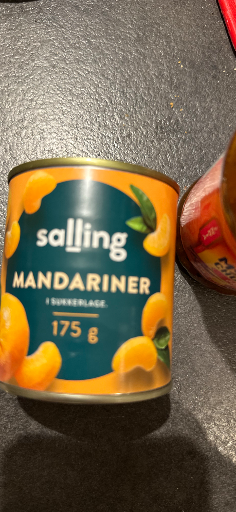 salling
MANDARINER
I SUKKERLAGE.
175 g